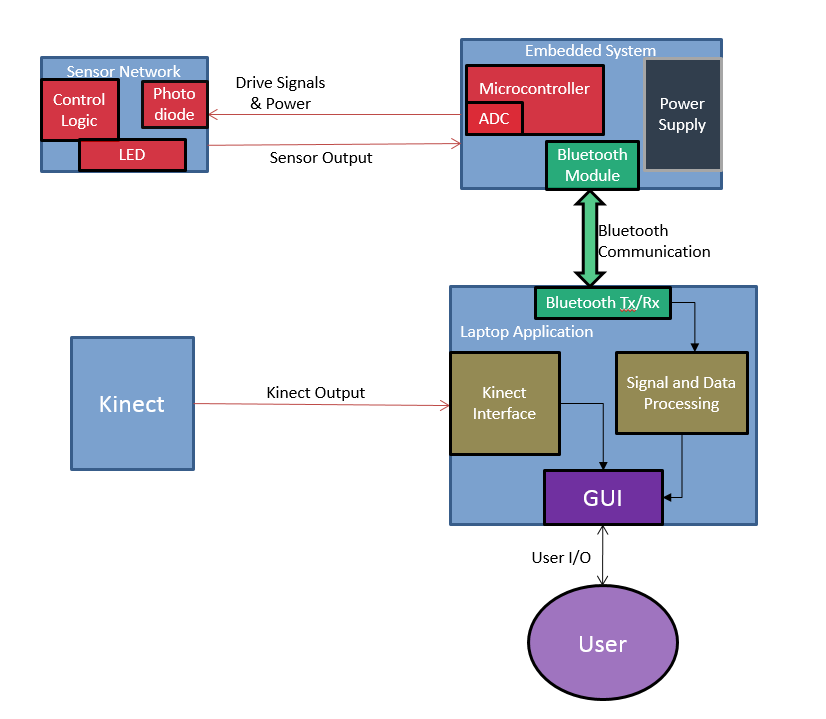 Embedded System
Sensor Network
Control
Logic
Photo
diode
LED
Drive Signals
& Power
Sensor Output
Microcontroller
ADC
Power
Supply
Bluetooth
Module
Bluetooth
Communication
Bluetooth Tx/Rx
Laptop Application
Kinect
Kinect Output
Kinect
Interface
Signal and Data
Processing
GUI
User I/O
User